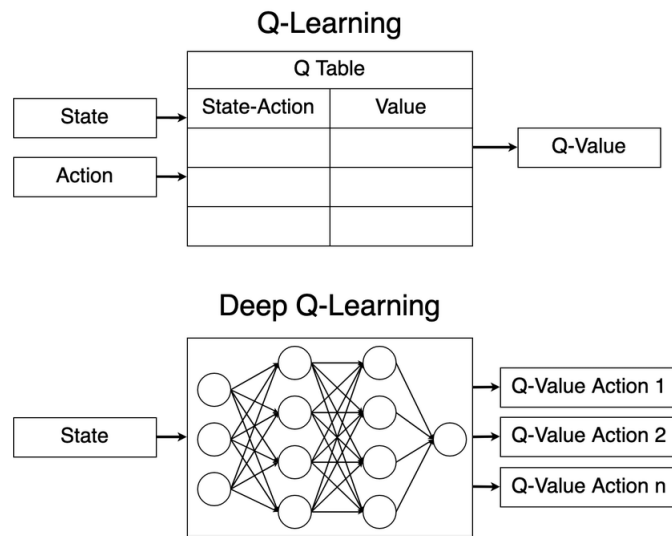 Q-Learning
Q Table
State-Action Value
State
Action
Q-Value
Deep Q-Learning
State
Q-Value Action 1
Q-Value Action 2
Q-Value Action n